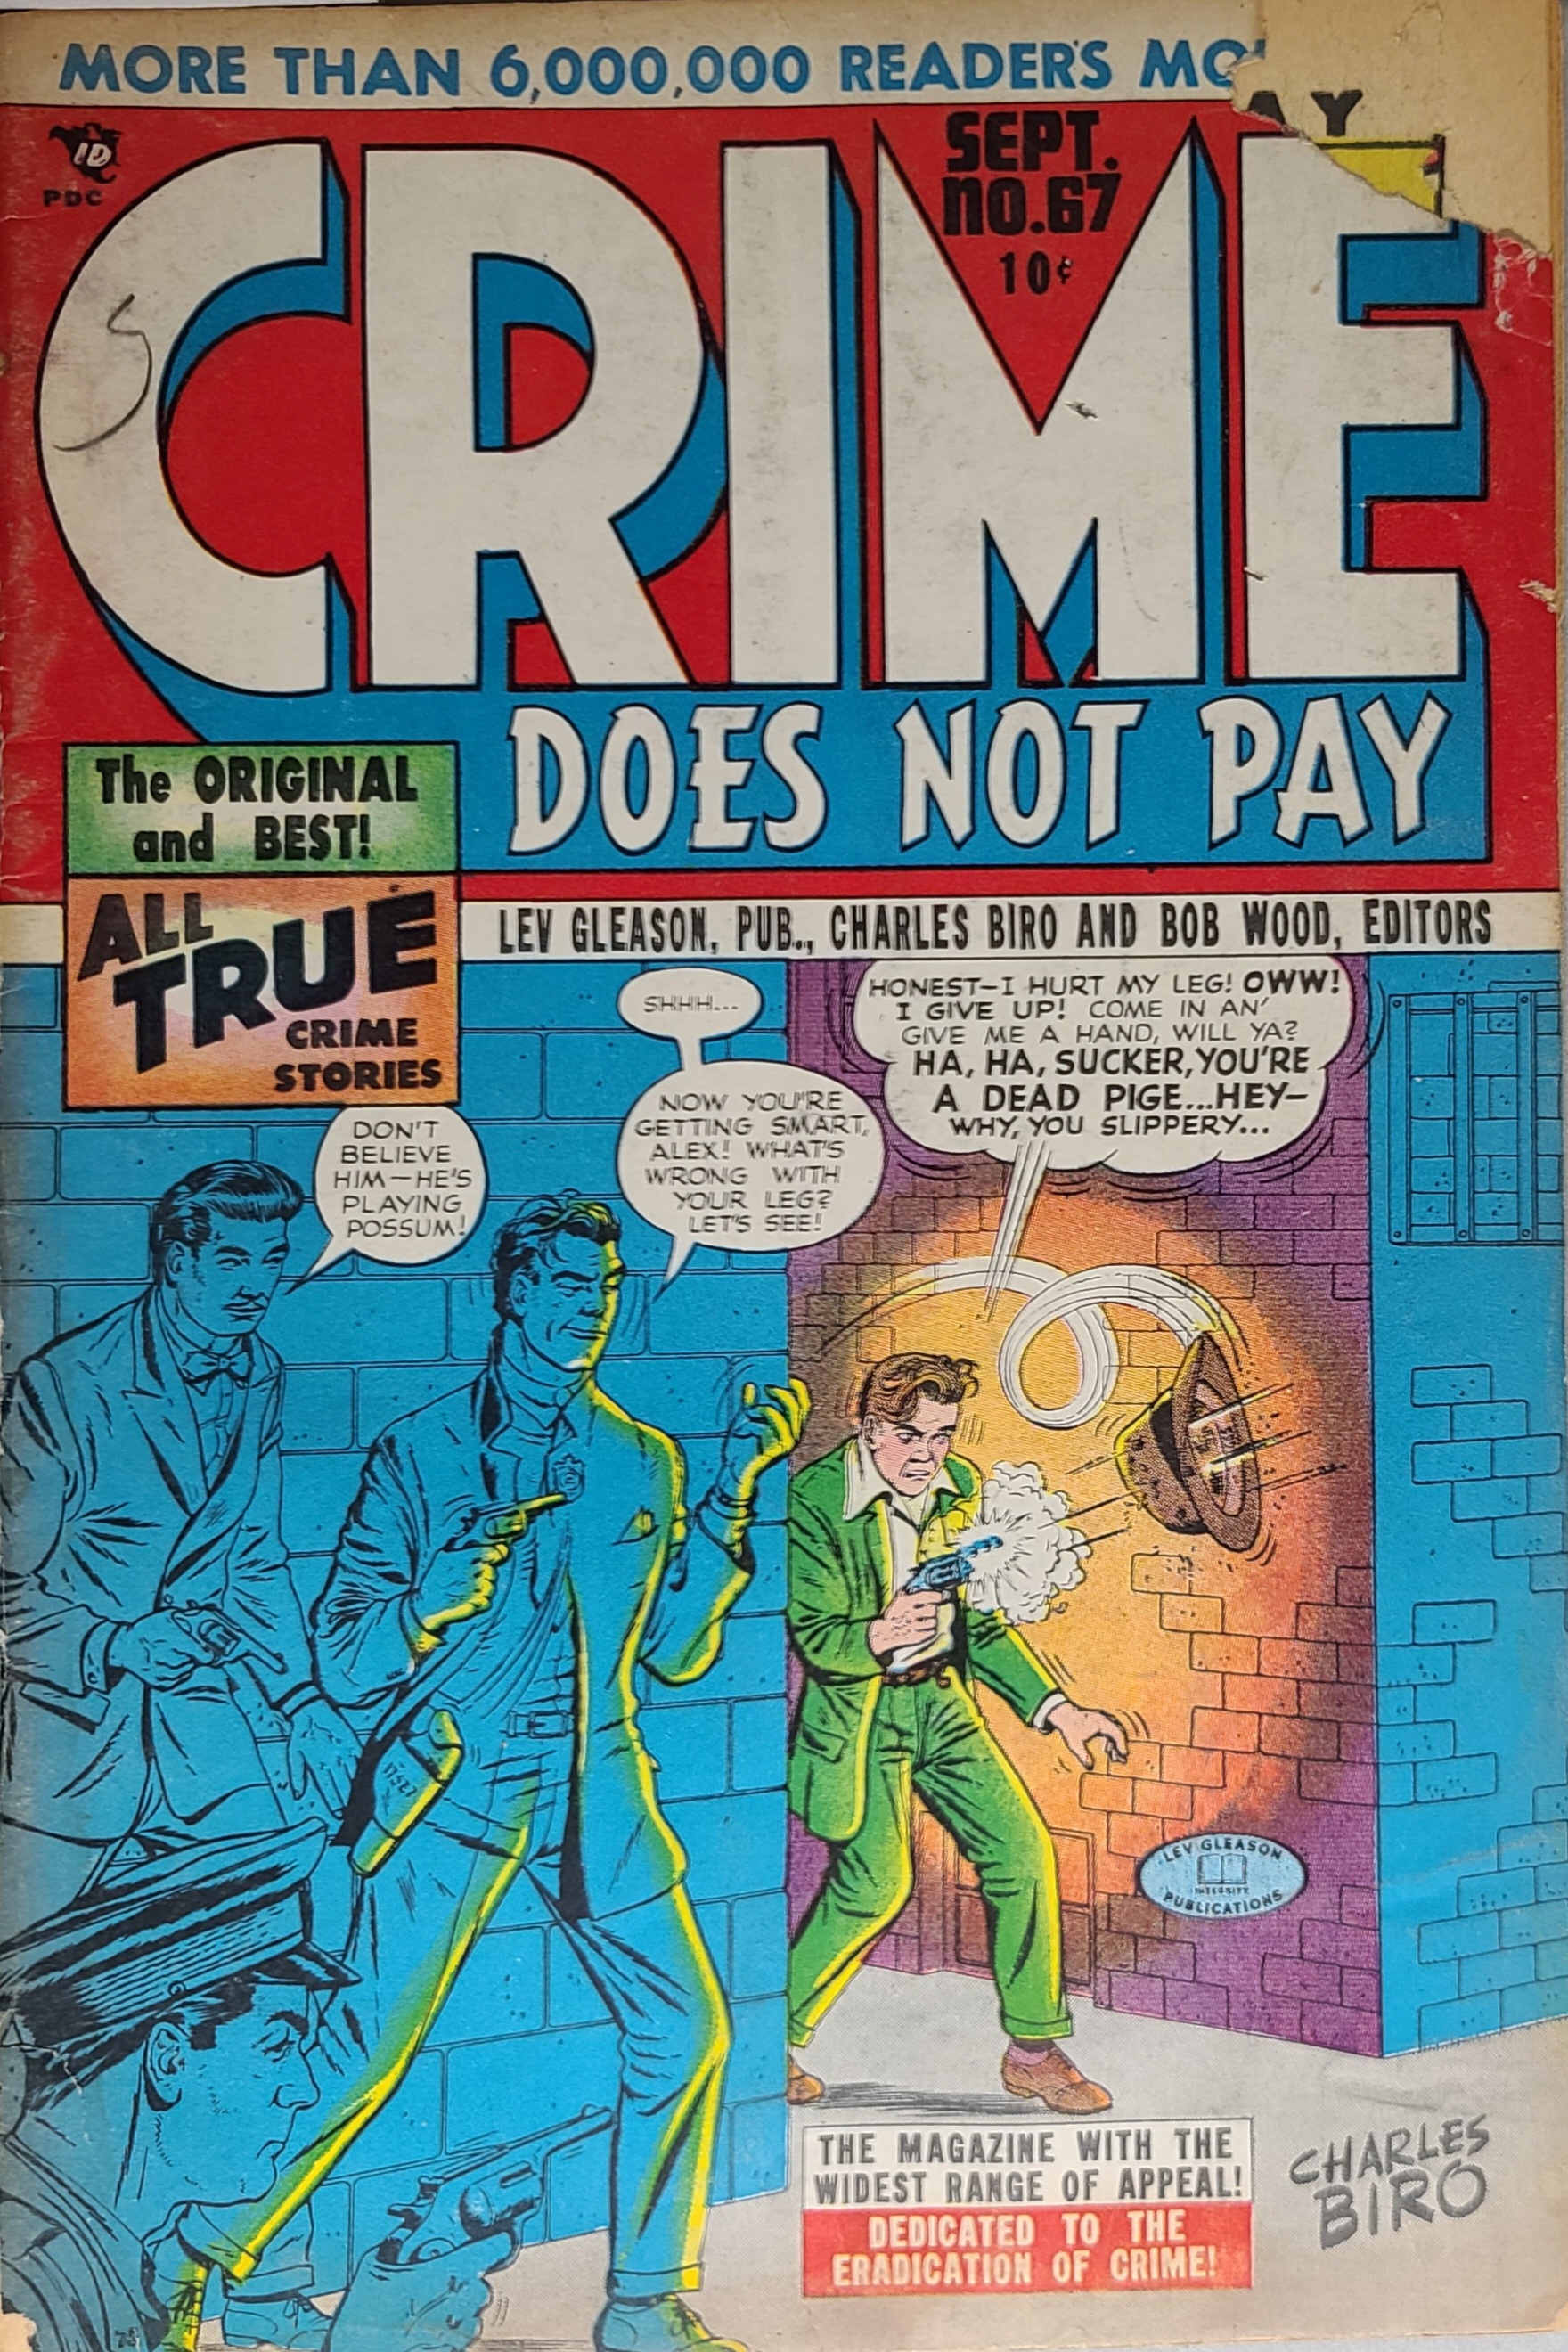 MORE THAN 6,000,000 READER'S
AY
PDC
SEPT.
NO.67
10¢
CRIME
DOES NOT PAY
The ORIGINAL
and BEST!
ALL
TRUE
CRIME
STORIES
LEV GLEASON, PUB., CHARLES BIRO AND BOB WOOD, EDITORS
SHHH...
DON'T
BELIEVE
HIM—HE'S
PLAYING
POSSUM!
NOW YOU'RE
GETTING SMART,
ALEX! WHAT'S
WRONG WITH
YOUR LEG?
LET'S SEE!
HONEST—I HURT MY LEG! OWW!
I GIVE UP! COME IN AN'
GIVE ME A HAND, WILL YA?
HA, HA, SUCKER, YOU'RE
A DEAD PIGE...HEY—
WHY, YOU SLIPPERY...
LEV GLEASON
INTEGRITY
PUBLICATIONS
THE MAGAZINE WITH THE
WIDEST RANGE OF APPEAL!
DEDICATED TO THE
ERADICATION OF CRIME!
CHARLES
BIRO